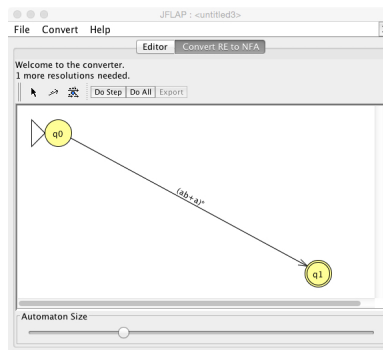 JFLAP : <untitled3>
File Convert Help
Editor Convert RE to NFA
Welcome to the converter.
1 more resolutions needed.
Do Step Do All Export
q0
(ab+a)*
q1
Automaton Size